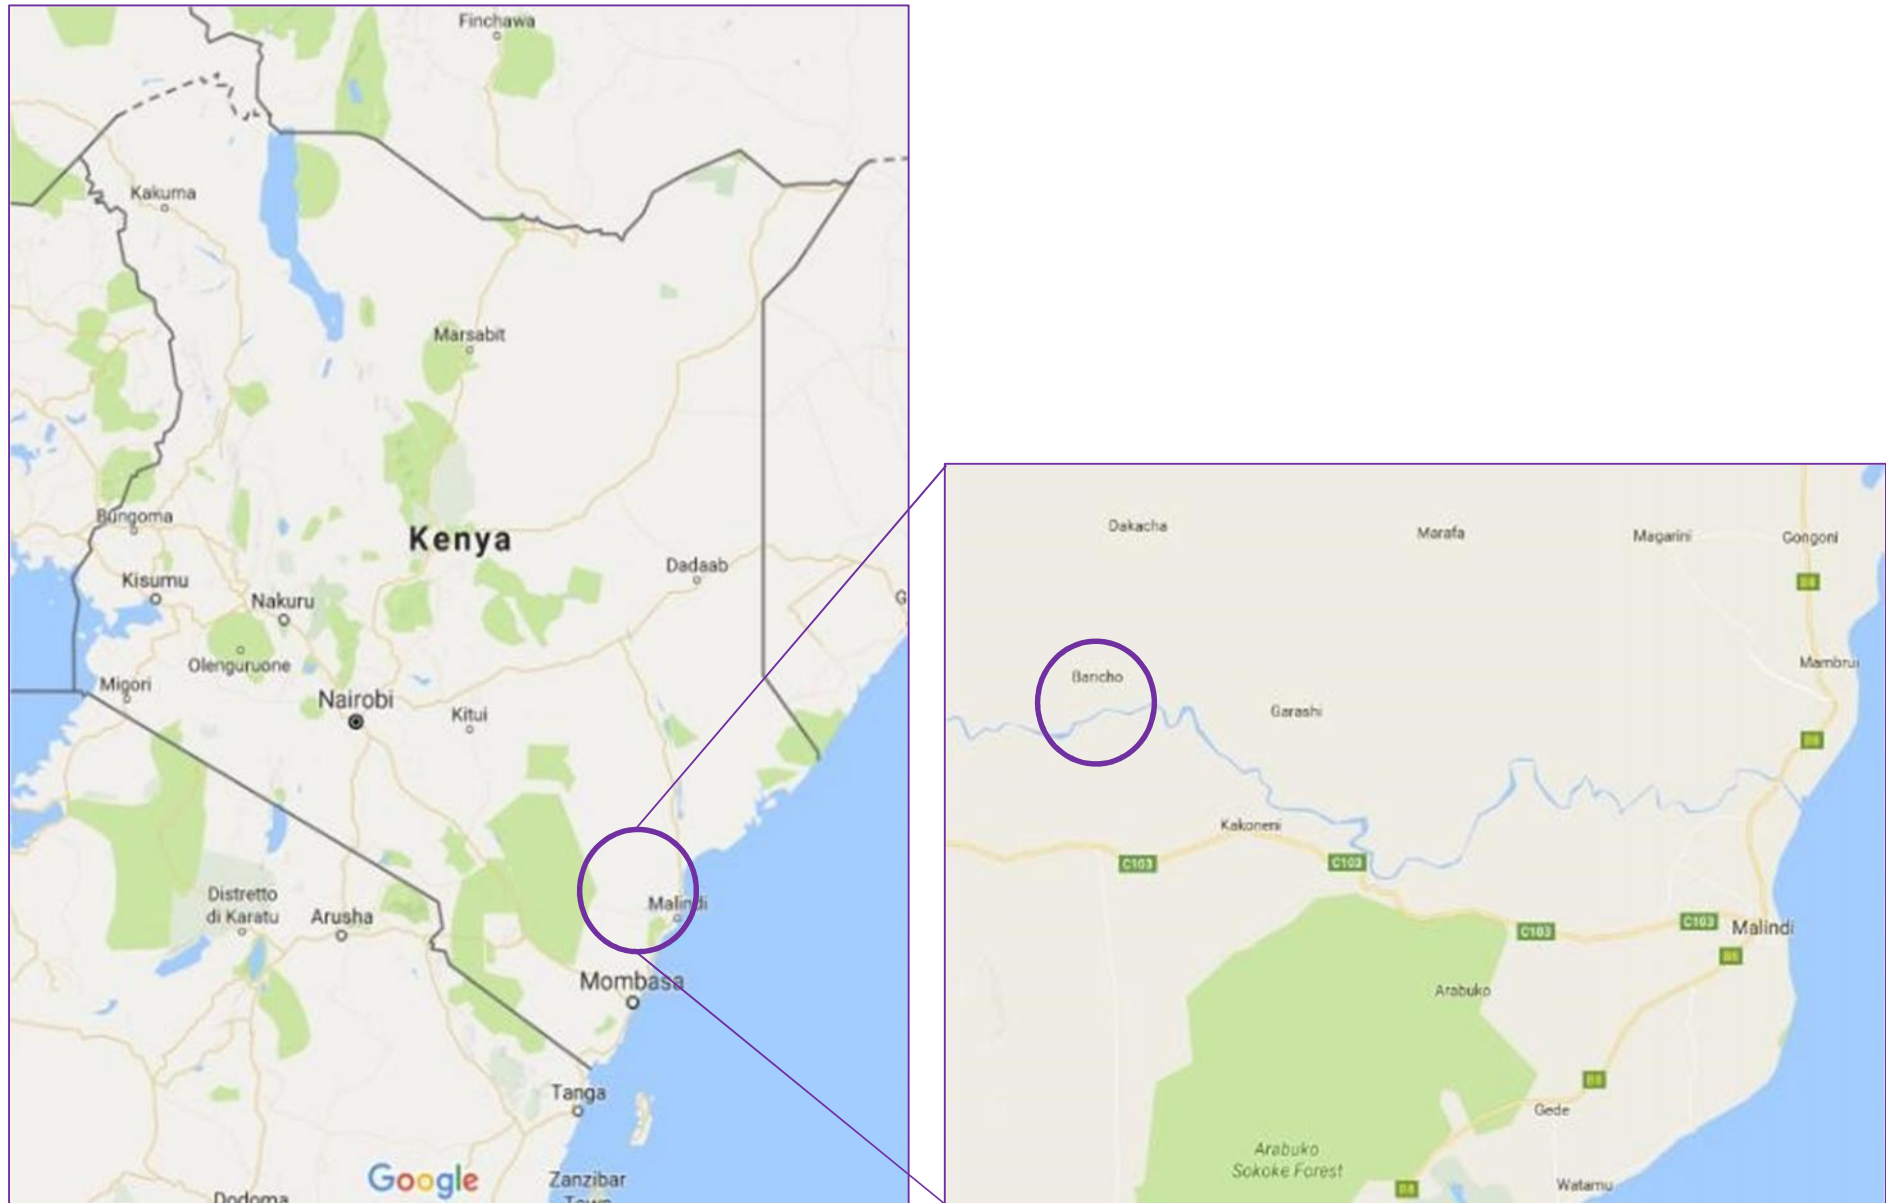 Finchawa
Kakuma
Marsabit
Bungoma
Kenya
Kisumu
Dadaab
Nakuru
G
Olenguruone
Migori
Nairobi
Kitui
Distretto
di Karatu
Arusha
Malindi
Mombasa
Tanga
Google
Zanzibar
Town
Dodoma
Dakacha
Marafa
Magarini
Gongoni
B8
Mambrui
Baricho
Garashi
B8
Kakoneni
C103
C103
C103
C103
Malindi
B8
Arabuko
B8
Gede
Arabuko
Sokoke Forest
B8
Watamu